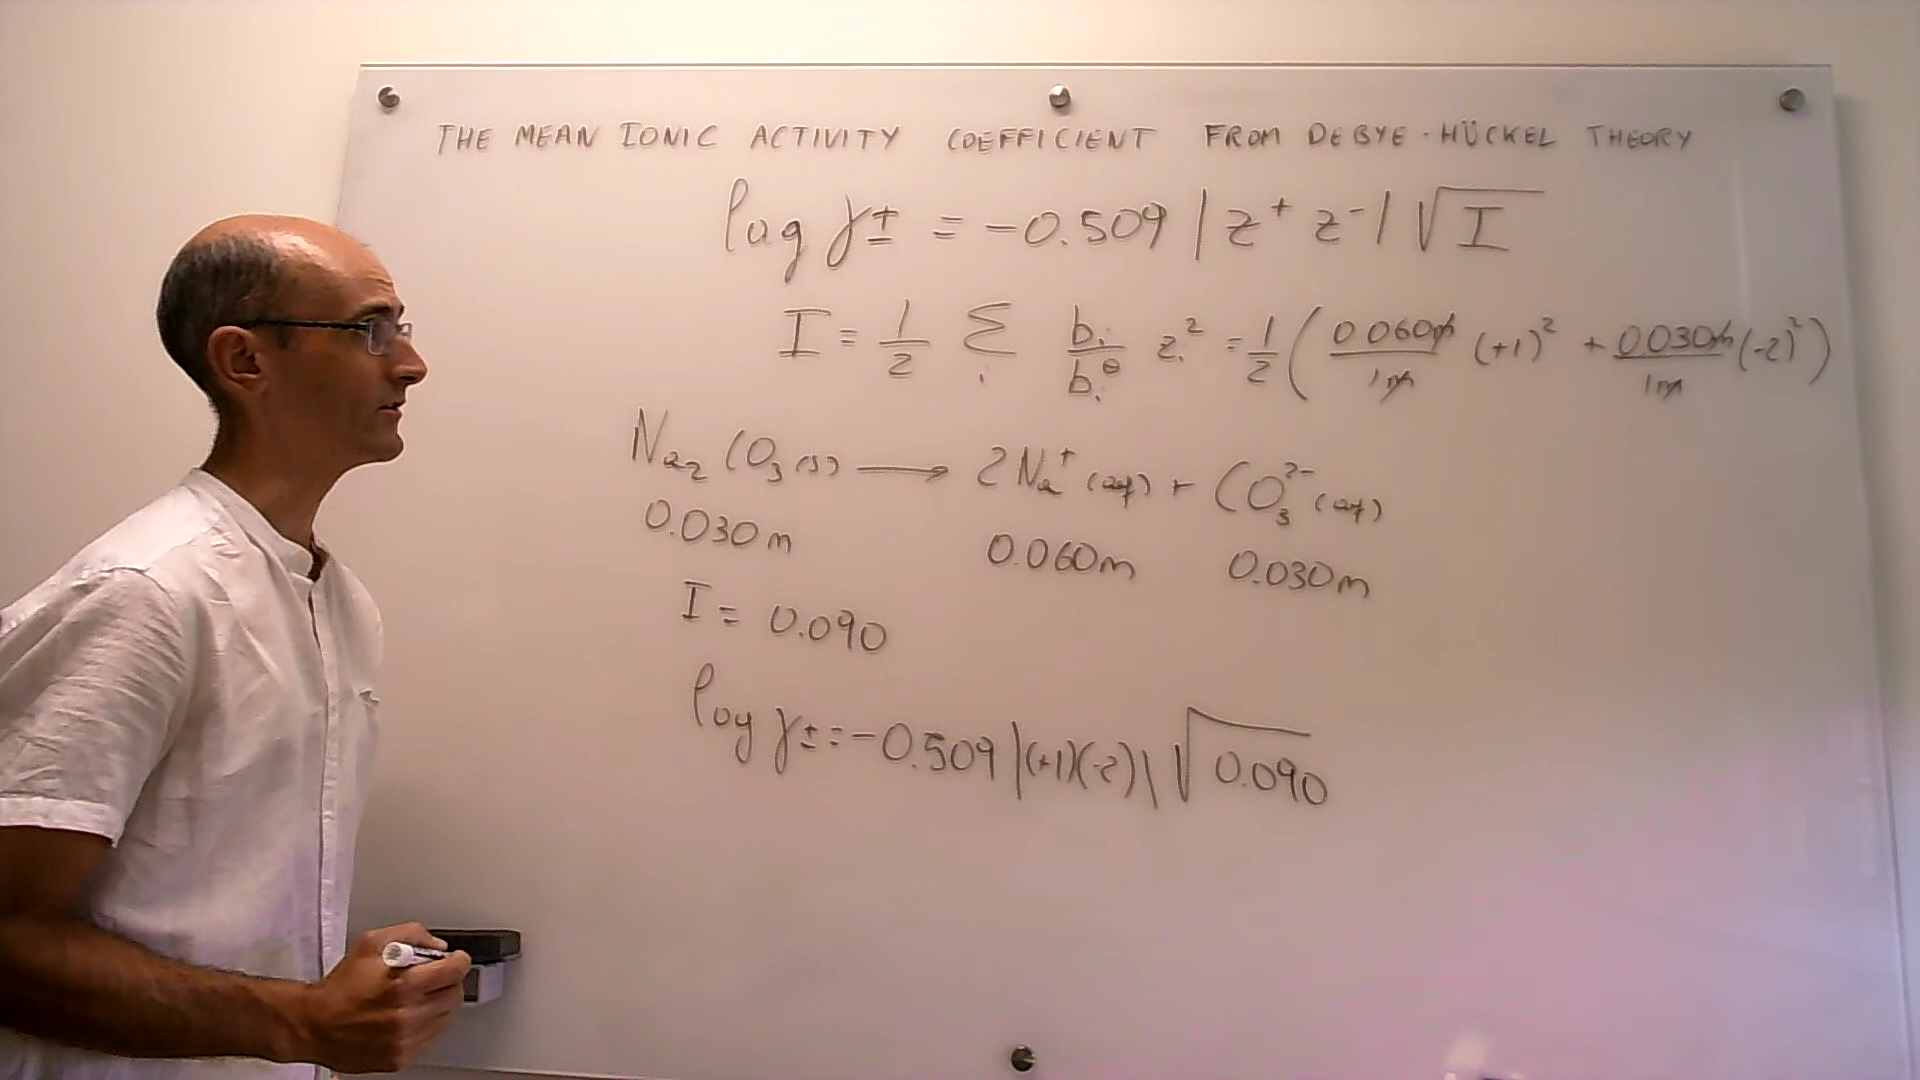 THE MEAN IONIC ACTIVITY COEFFICIENT FROM DEBYE-HÜCKEL THEORY
log γ± = -0.509 |z⁺ z⁻| √I
I = 1/2 Σᵢ bᵢ/bᵢ° zᵢ² = 1/2 (0.060m/1m (+1)² + 0.030m/1m (-2)²)
Na₂CO₃(s) ⟶ 2Na⁺(aq) + CO₃²⁻(aq)
0.030m 0.060m 0.030m
I = 0.090
log γ± = -0.509 |(+1)(-2)| √0.090